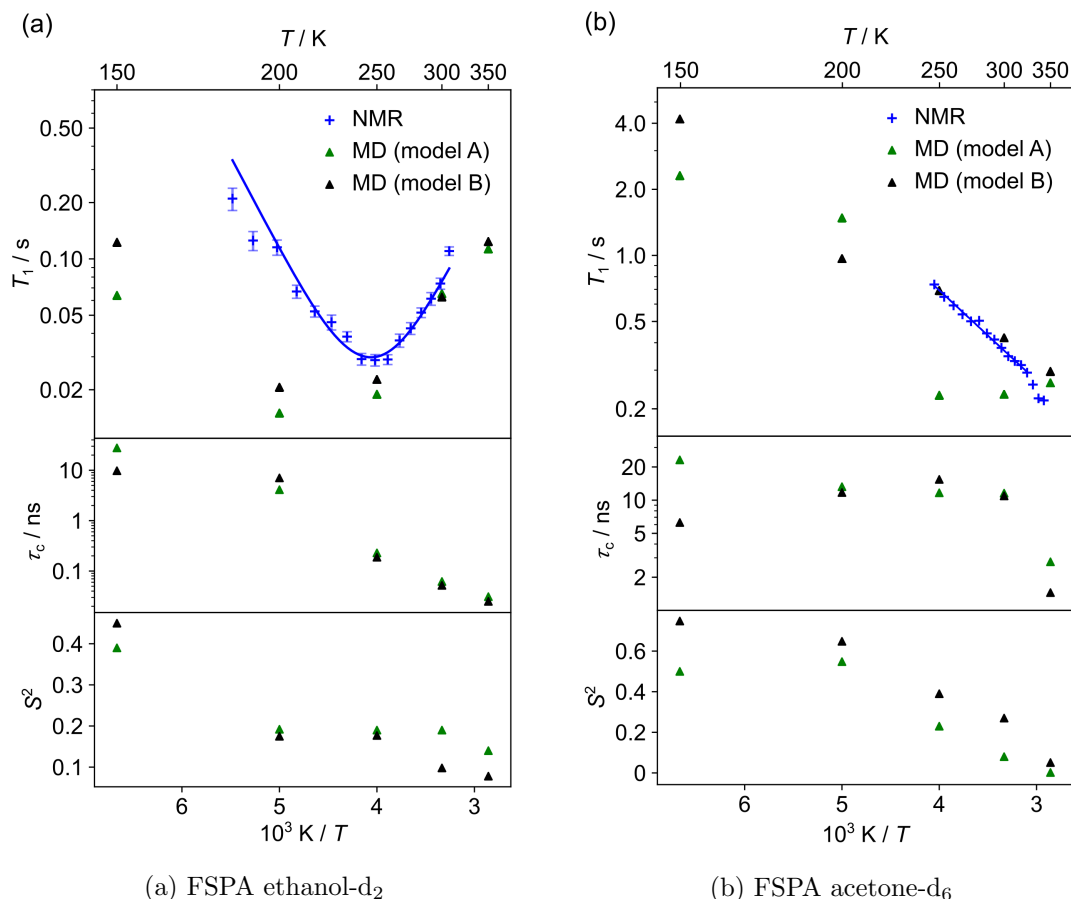 (a)
T / K
150 200 250 300 350
NMR
MD (model A)
MD (model B)
T₁ / s
0.50
0.20
0.10
0.05
0.02
τc / ns
10
1
0.1
S²
0.4
0.3
0.2
0.1
6 5 4 3
10³ K / T
(a) FSPA ethanol-d₂
(b)
T / K
150 200 250 300 350
NMR
MD (model A)
MD (model B)
T₁ / s
4.0
2.0
1.0
0.5
0.2
τc / ns
20
10
5
2
S²
0.6
0.4
0.2
0
6 5 4 3
10³ K / T
(b) FSPA acetone-d₆